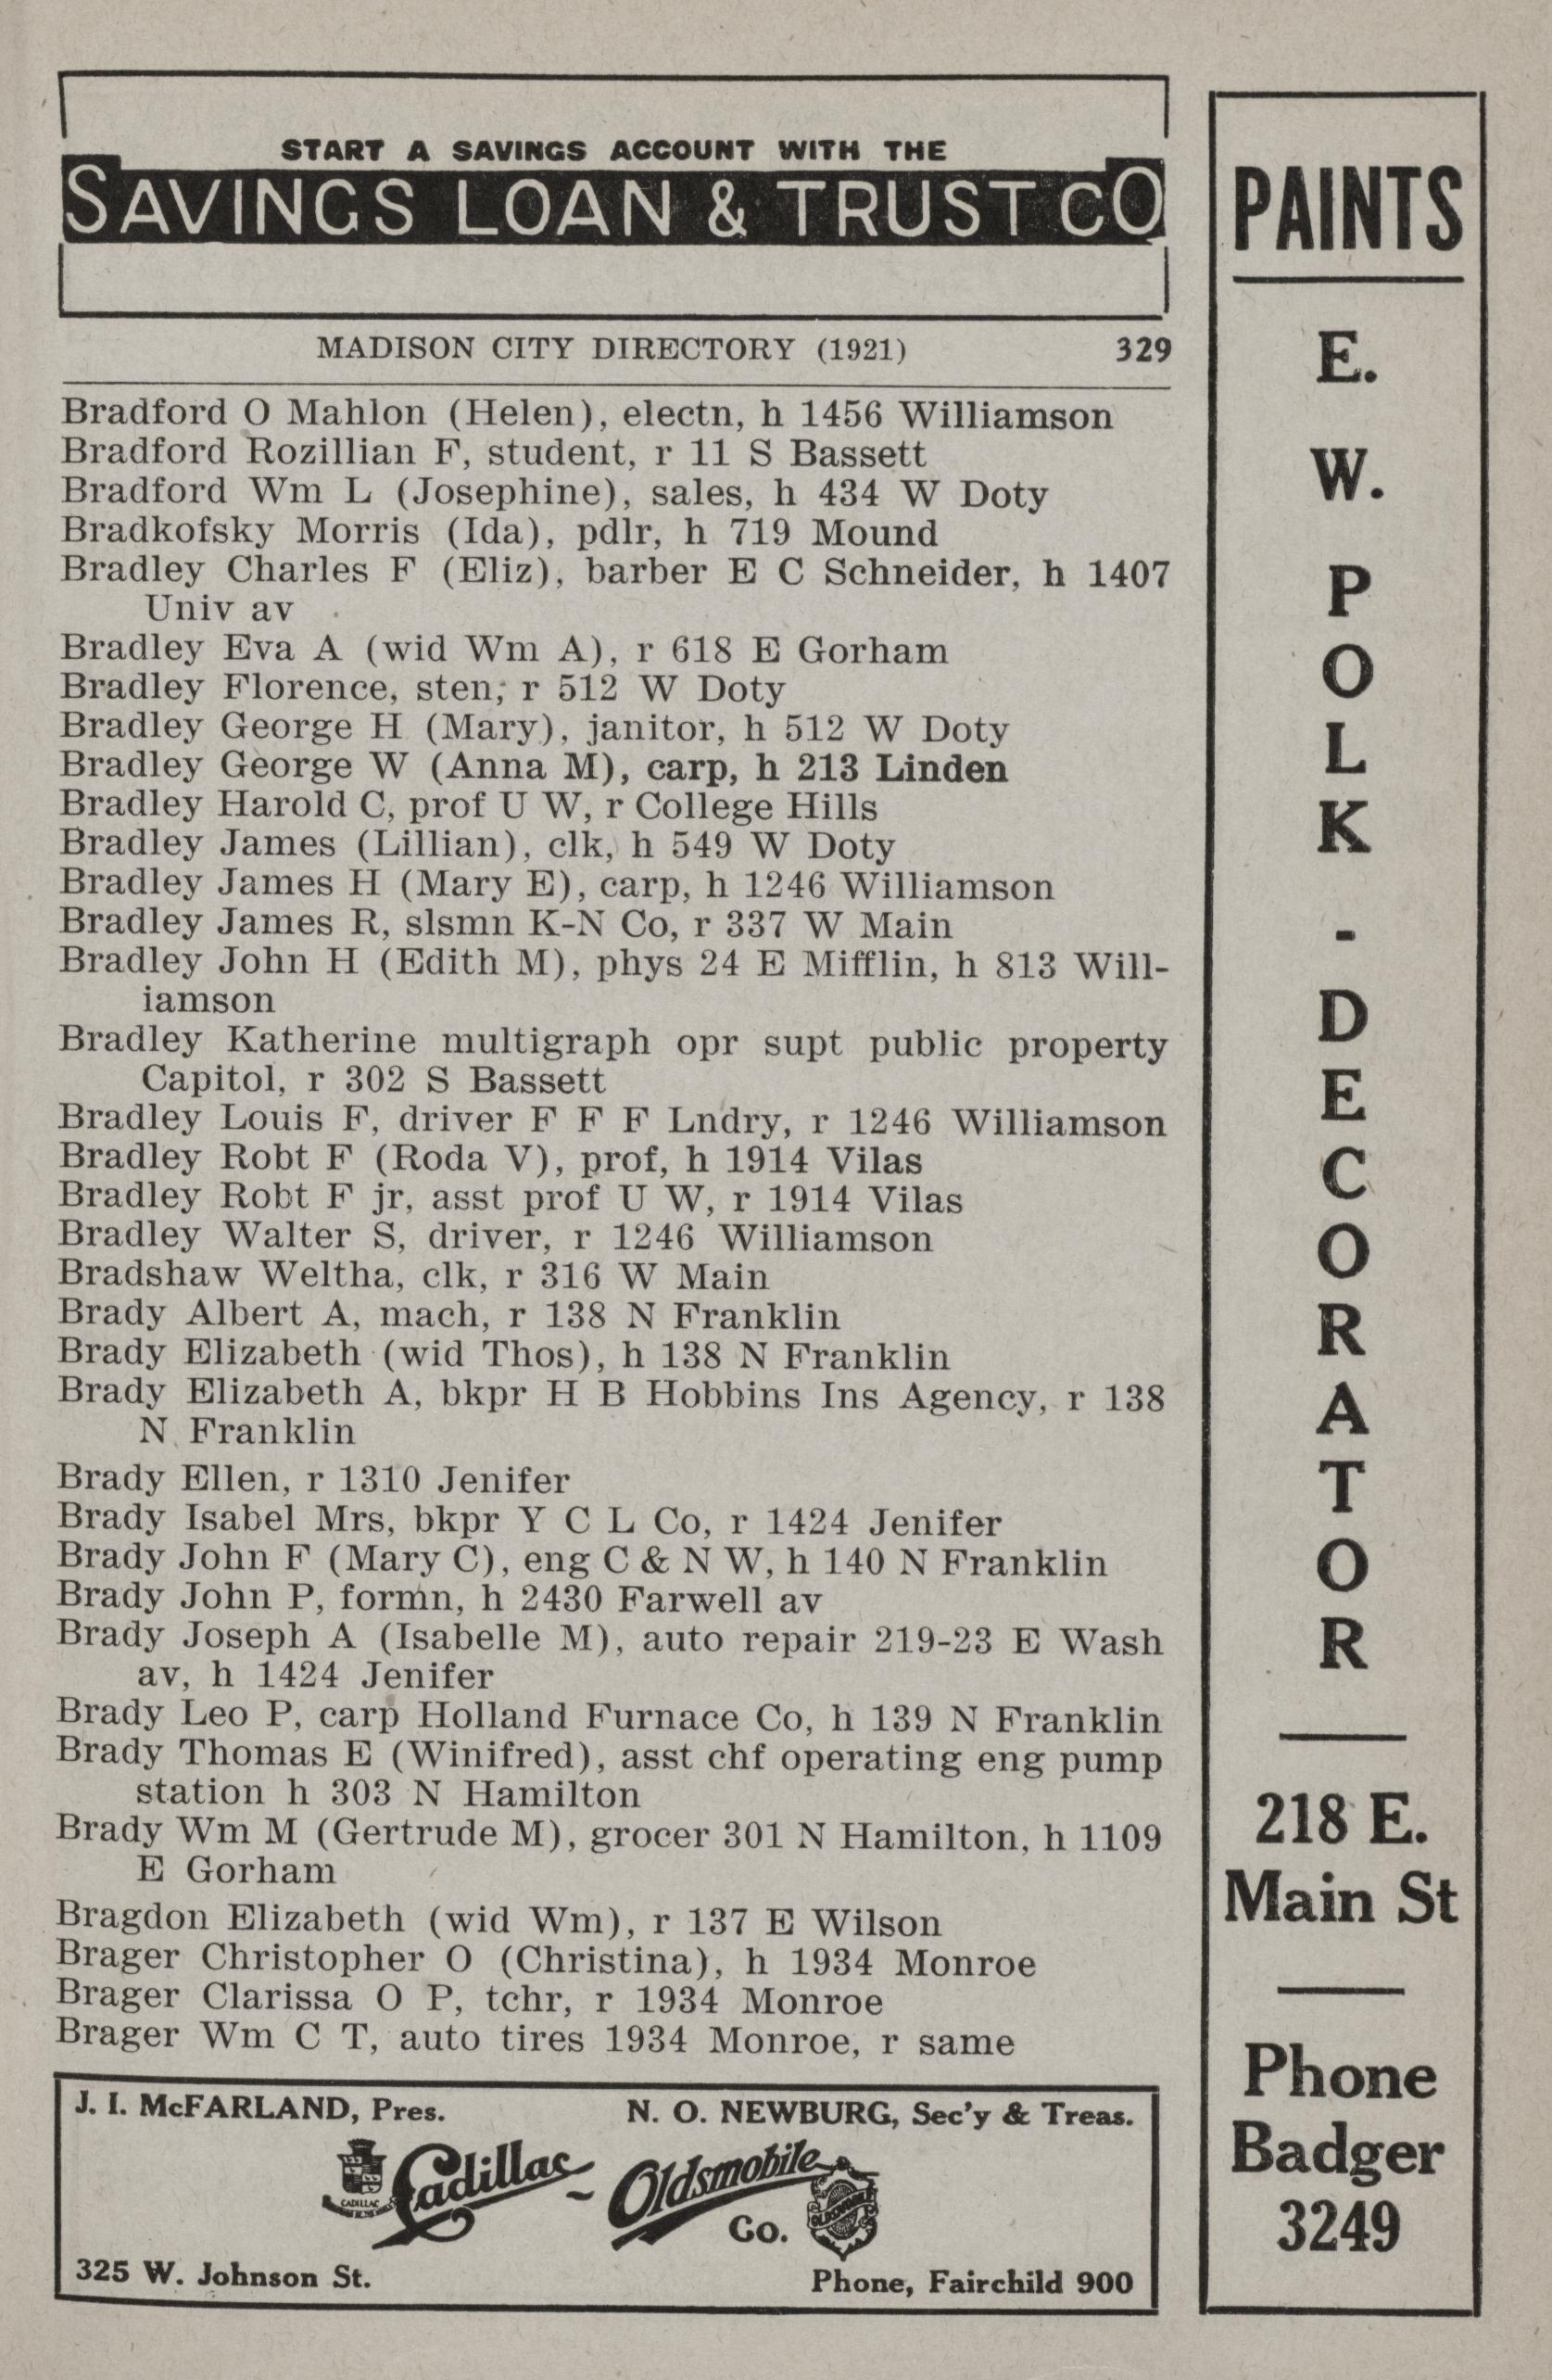 START A SAVINGS ACCOUNT WITH THE
SAVINGS LOAN & TRUST CO
MADISON CITY DIRECTORY (1921) 329
Bradford O Mahlon (Helen), electn, h 1456 Williamson
Bradford Rozillian F, student, r 11 S Bassett
Bradford Wm L (Josephine), sales, h 434 W Doty
Bradkofsky Morris (Ida), pdlr, h 719 Mound
Bradley Charles F (Eliz), barber E C Schneider, h 1407
Univ av
Bradley Eva A (wid Wm A), r 618 E Gorham
Bradley Florence, sten, r 512 W Doty
Bradley George H (Mary), janitor, h 512 W Doty
Bradley George W (Anna M), carp, h 213 Linden
Bradley Harold C, prof U W, r College Hills
Bradley James (Lillian), clk, h 549 W Doty
Bradley James H (Mary E), carp, h 1246 Williamson
Bradley James R, slsmn K-N Co, r 337 W Main
Bradley John H (Edith M), phys 24 E Mifflin, h 813 Will-
iamson
Bradley Katherine multigraph opr supt public property
Capitol, r 302 S Bassett
Bradley Louis F, driver F F F Lndry, r 1246 Williamson
Bradley Robt F (Roda V), prof, h 1914 Vilas
Bradley Robt F jr, asst prof U W, r 1914 Vilas
Bradley Walter S, driver, r 1246 Williamson
Bradshaw Weltha, clk, r 316 W Main
Brady Albert A, mach, r 138 N Franklin
Brady Elizabeth (wid Thos), h 138 N Franklin
Brady Elizabeth A, bkpr H B Hobbins Ins Agency, r 138
N Franklin
Brady Ellen, r 1310 Jenifer
Brady Isabel Mrs, bkpr Y C L Co, r 1424 Jenifer
Brady John F (Mary C), eng C & N W, h 140 N Franklin
Brady John P, formn, h 2430 Farwell av
Brady Joseph A (Isabelle M), auto repair 219-23 E Wash
av, h 1424 Jenifer
Brady Leo P, carp Holland Furnace Co, h 139 N Franklin
Brady Thomas E (Winifred), asst chf operating eng pump
station h 303 N Hamilton
Brady Wm M (Gertrude M), grocer 301 N Hamilton, h 1109
E Gorham
Bragdon Elizabeth (wid Wm), r 137 E Wilson
Brager Christopher O (Christina), h 1934 Monroe
Brager Clarissa O P, tchr, r 1934 Monroe
Brager Wm C T, auto tires 1934 Monroe, r same
J. I. McFARLAND, Pres. N. O. NEWBURG, Sec'y & Treas.
CADILLAC
Cadillac - Oldsmobile
OLDSMOBILE
Co.
325 W. Johnson St. Phone, Fairchild 900
PAINTS
E.
W.
P
O
L
K
-
D
E
C
O
R
A
T
O
R
218 E.
Main St
Phone
Badger
3249